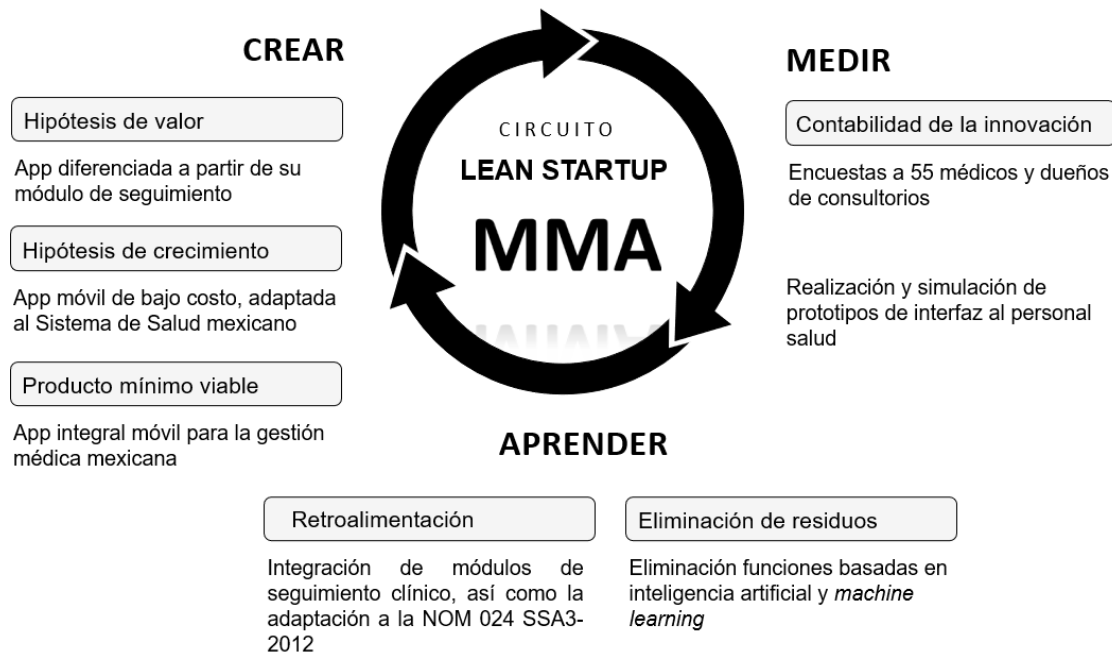 CREAR
Hipótesis de valor
App diferenciada a partir de su
módulo de seguimiento
Hipótesis de crecimiento
App móvil de bajo costo, adaptada
al Sistema de Salud mexicano
Producto mínimo viable
App integral móvil para la gestión
médica mexicana
CIRCUITO
LEAN STARTUP
MMA
MEDIR
Contabilidad de la innovación
Encuestas a 55 médicos y dueños
de consultorios
Realización y simulación de
prototipos de interfaz al personal
salud
APRENDER
Retroalimentación
Integración de módulos de
seguimiento clínico, así como la
adaptación a la NOM 024 SSA3-
2012
Eliminación de residuos
Eliminación funciones basadas en
inteligencia artificial y machine
learning